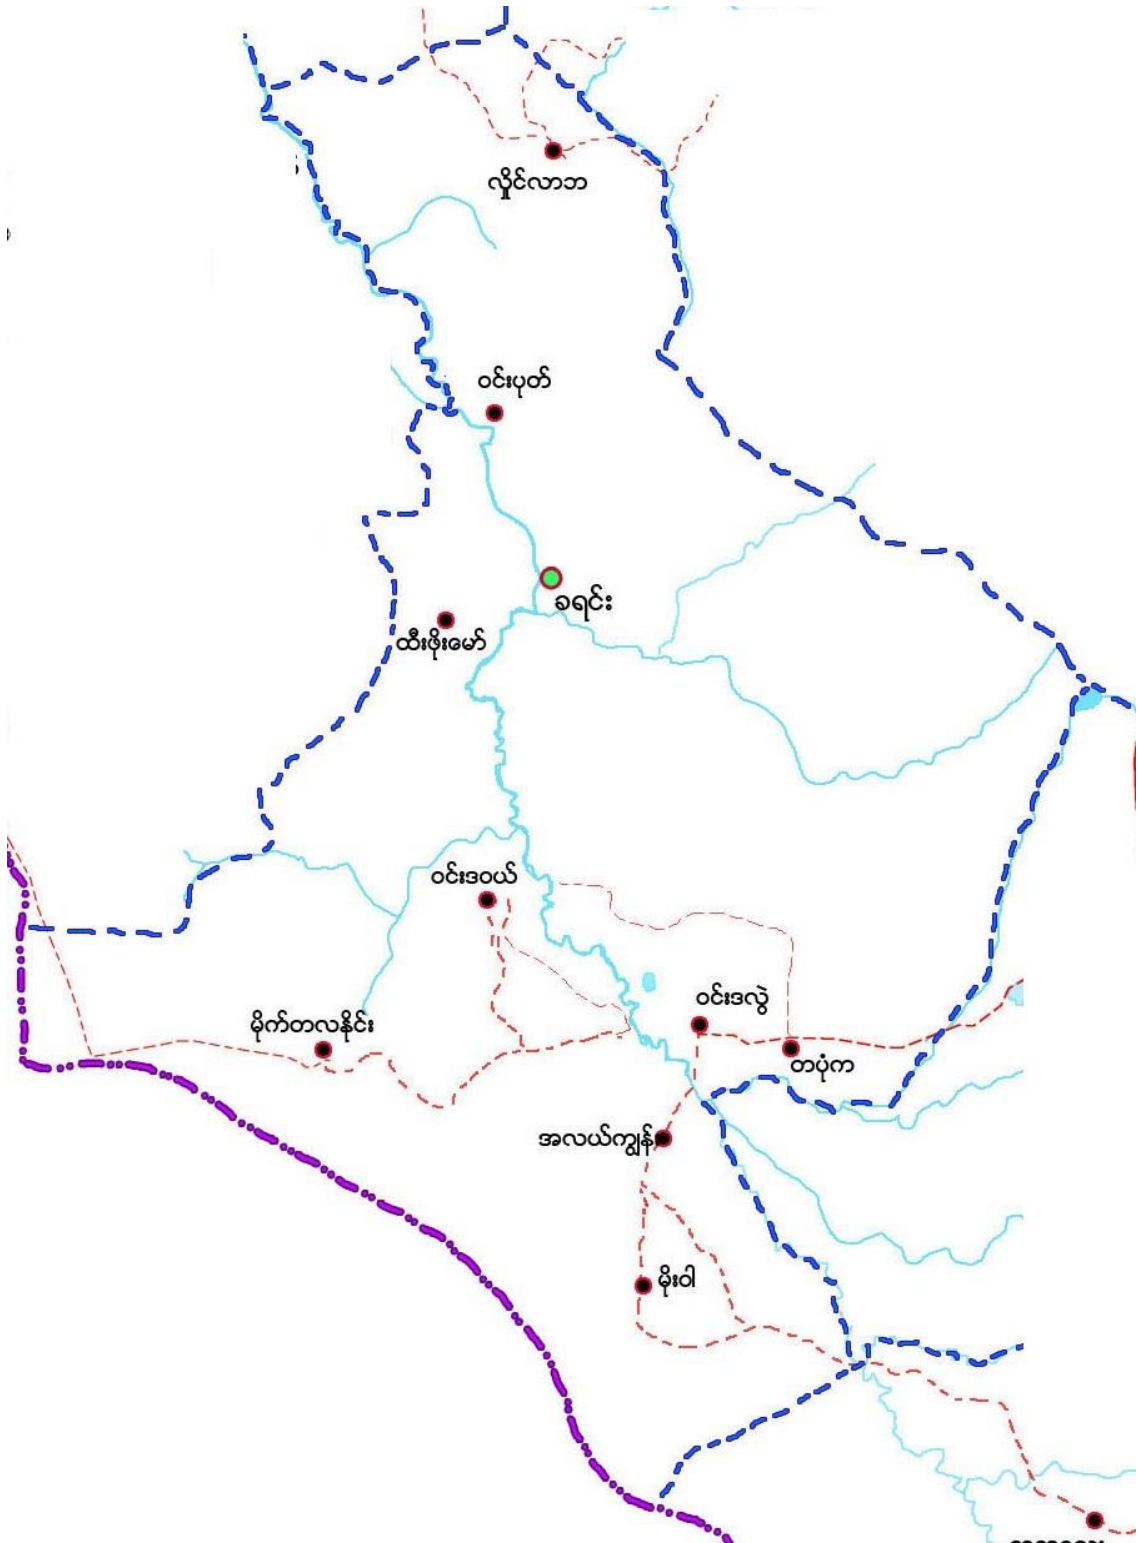 လှိုင်လာဘ
ဝင်းပုတ်
ခရင်း
ထီးဖိုးမော်
ဝင်းဒဝယ်
ဝင်းဒလွဲ
မိုက်တလနိုင်း
တပုံက
အလယ်ကျွန်
မိုးဝါ